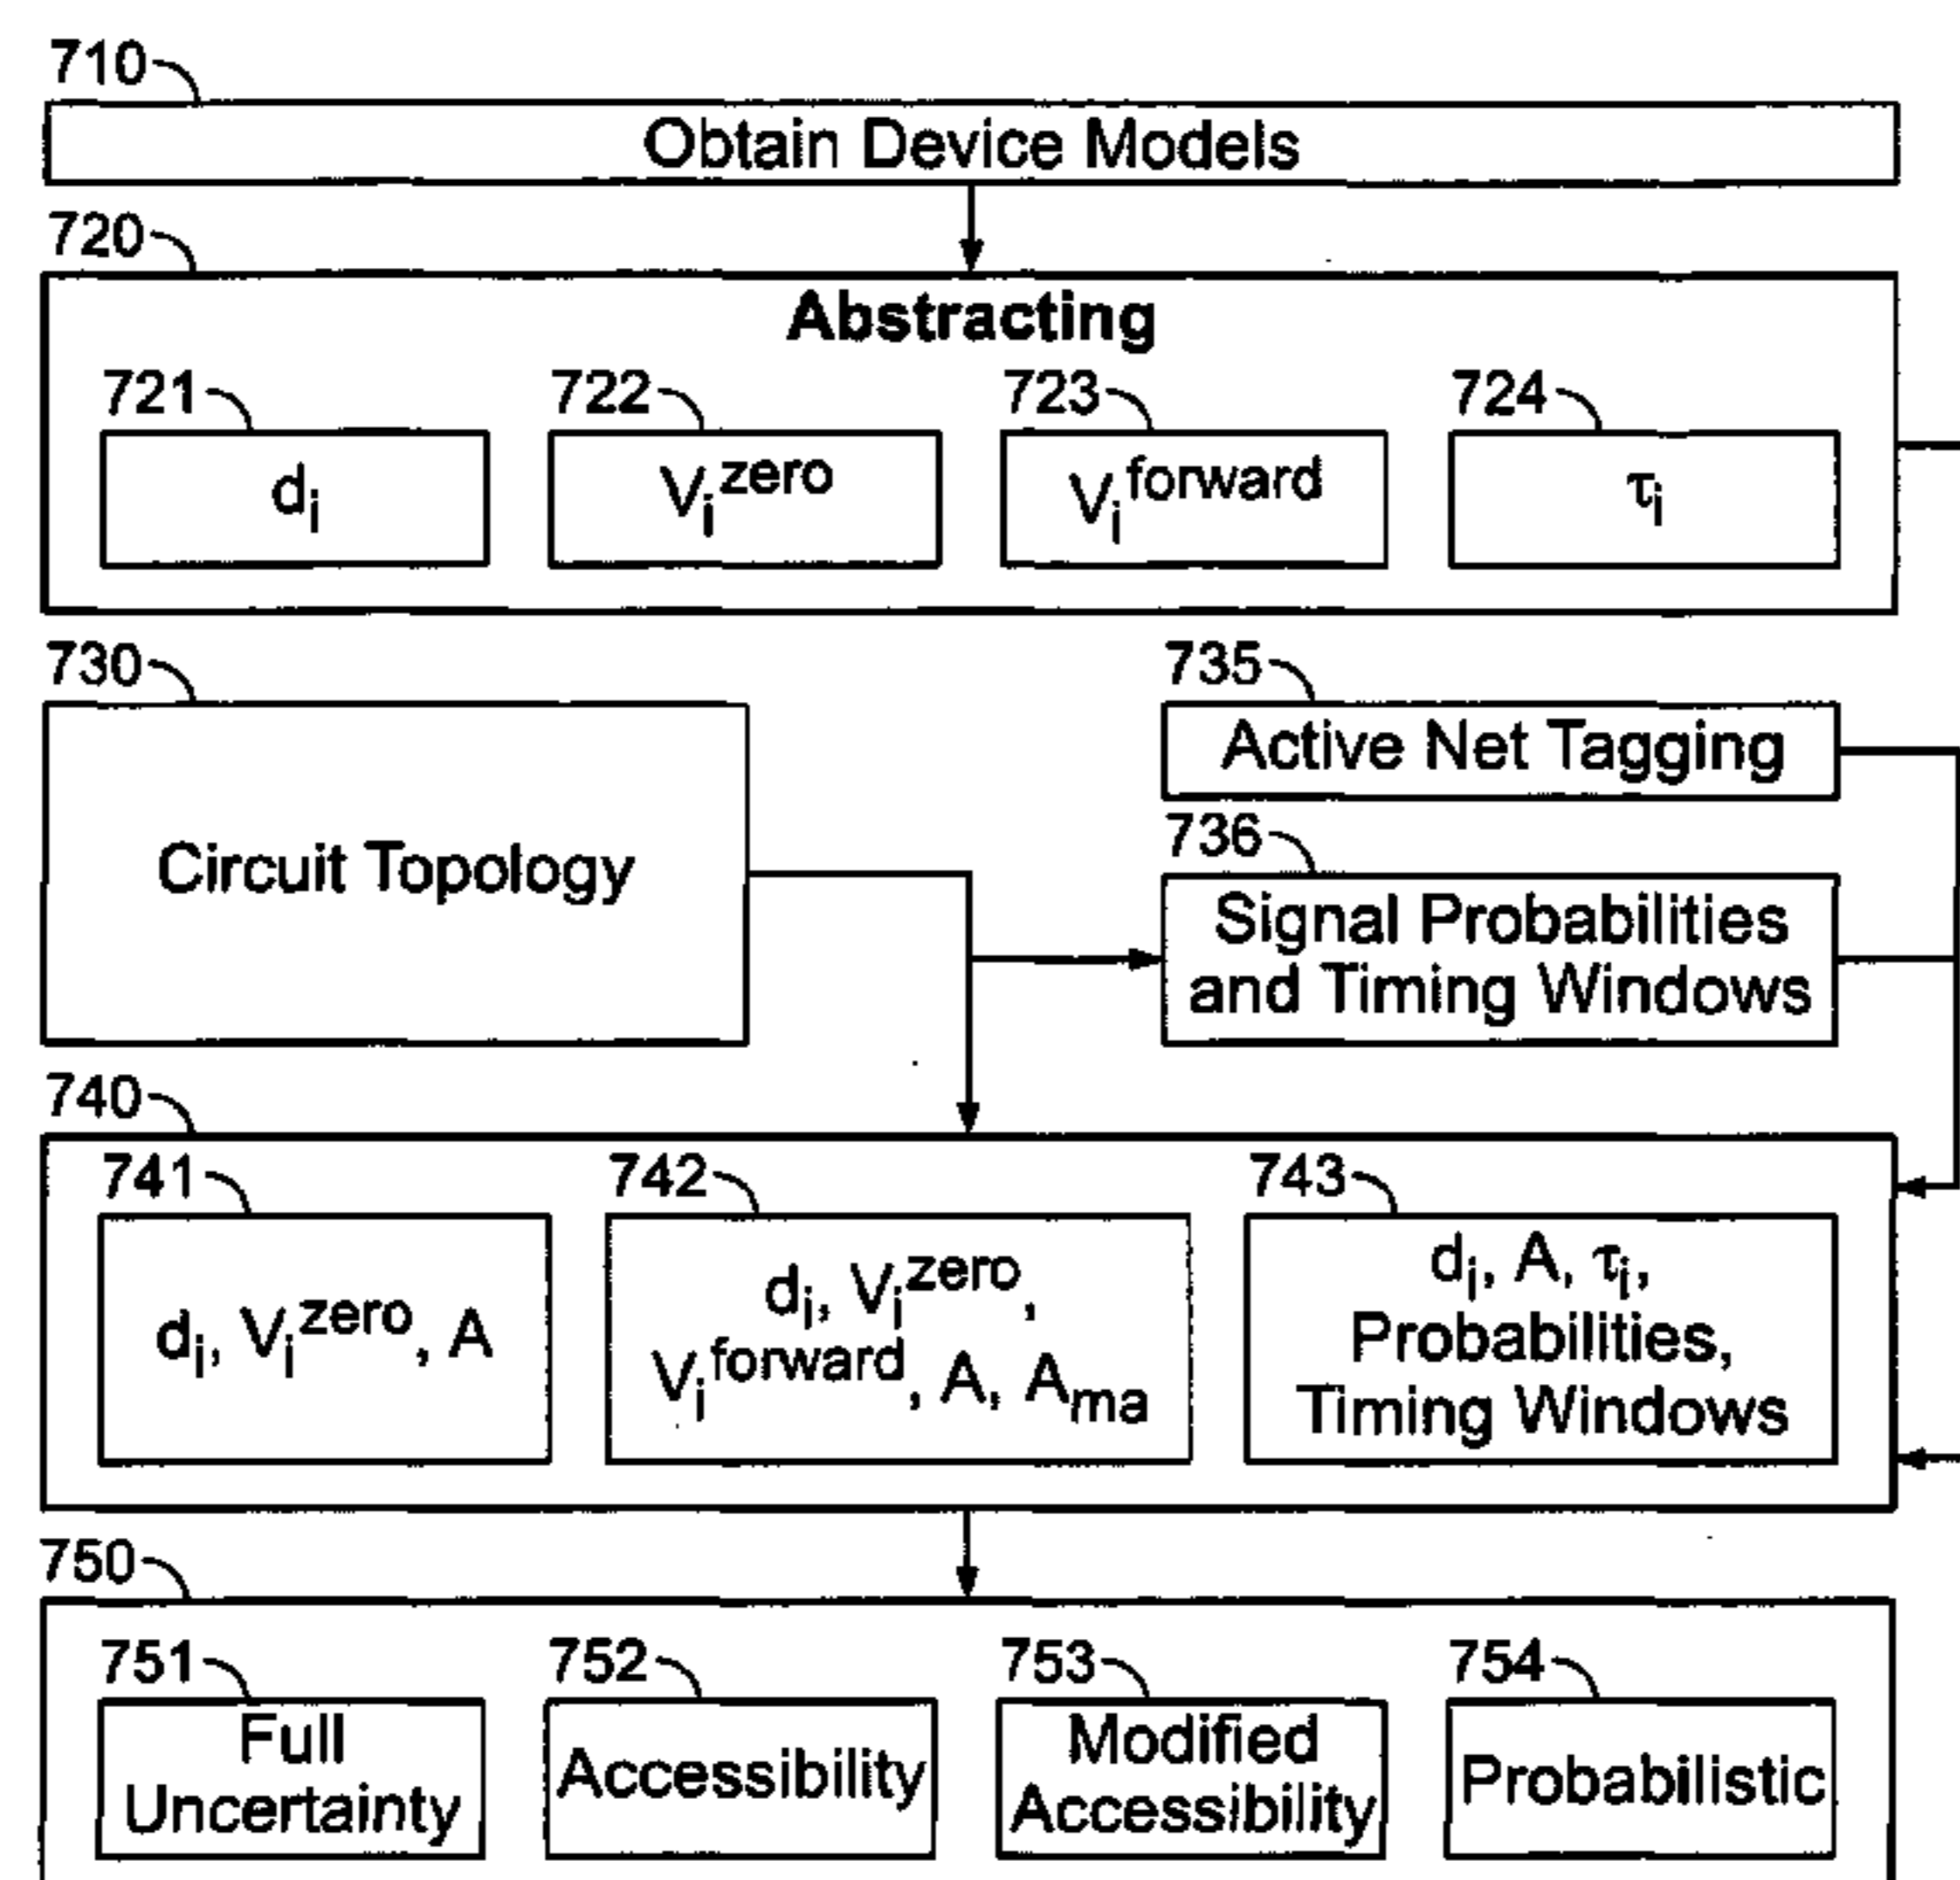 710
Obtain Device Models
720
Abstracting
721
722
723
724
dᵢ
Vᵢᶻᵉʳᵒ
Vᵢᶠᵒʳʷᵃʳᵈ
τᵢ
730
Circuit Topology
735
Active Net Tagging
736
Signal Probabilities
and Timing Windows
740
741
dᵢ, Vᵢᶻᵉʳᵒ, A
742
dᵢ, Vᵢᶻᵉʳᵒ,
Vᵢᶠᵒʳʷᵃʳᵈ, A, A_ma
743
dᵢ, A, τᵢ,
Probabilities,
Timing Windows
750
751
Full
Uncertainty
752
Accessibility
753
Modified
Accessibility
754
Probabilistic